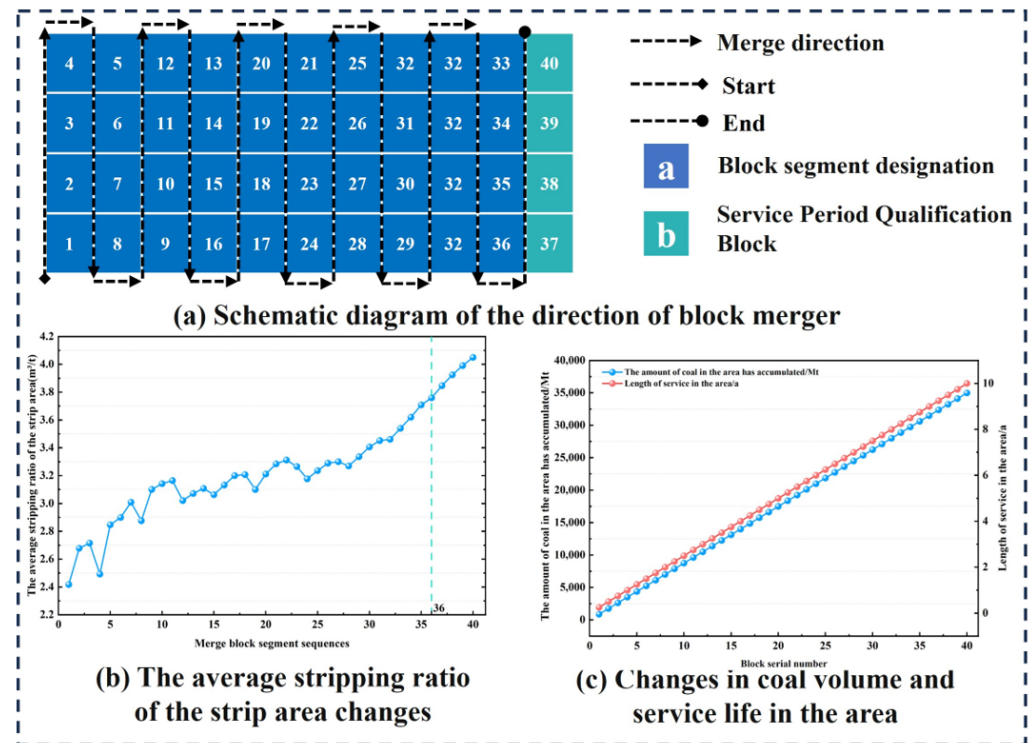 4 5 12 13 20 21 25 32 32 33 40
3 6 11 14 19 22 26 31 32 34 39
2 7 10 15 18 23 27 30 32 35 38
1 8 9 16 17 24 28 29 32 36 37
Merge direction
Start
End
a Block segment designation
b Service Period Qualification
Block
(a) Schematic diagram of the direction of block merger
The average stripping ratio of the strip area(m³/t)
4.2
4.0
3.8
3.6
3.4
3.2
3.0
2.8
2.6
2.4
2.2
36
0 5 10 15 20 25 30 35 40
Merge block segment sequences
(b) The average stripping ratio
of the strip area changes
The amount of coal in the area has accumulated/Mt
40,000
35,000
30,000
25,000
20,000
15,000
10,000
5,000
0
The amount of coal in the area has accumulated/Mt
Length of service in the area/a
10
8
6
4
2
0
Length of service in the area/a
0 5 10 15 20 25 30 35 40
Block serial number
(c) Changes in coal volume and
service life in the area